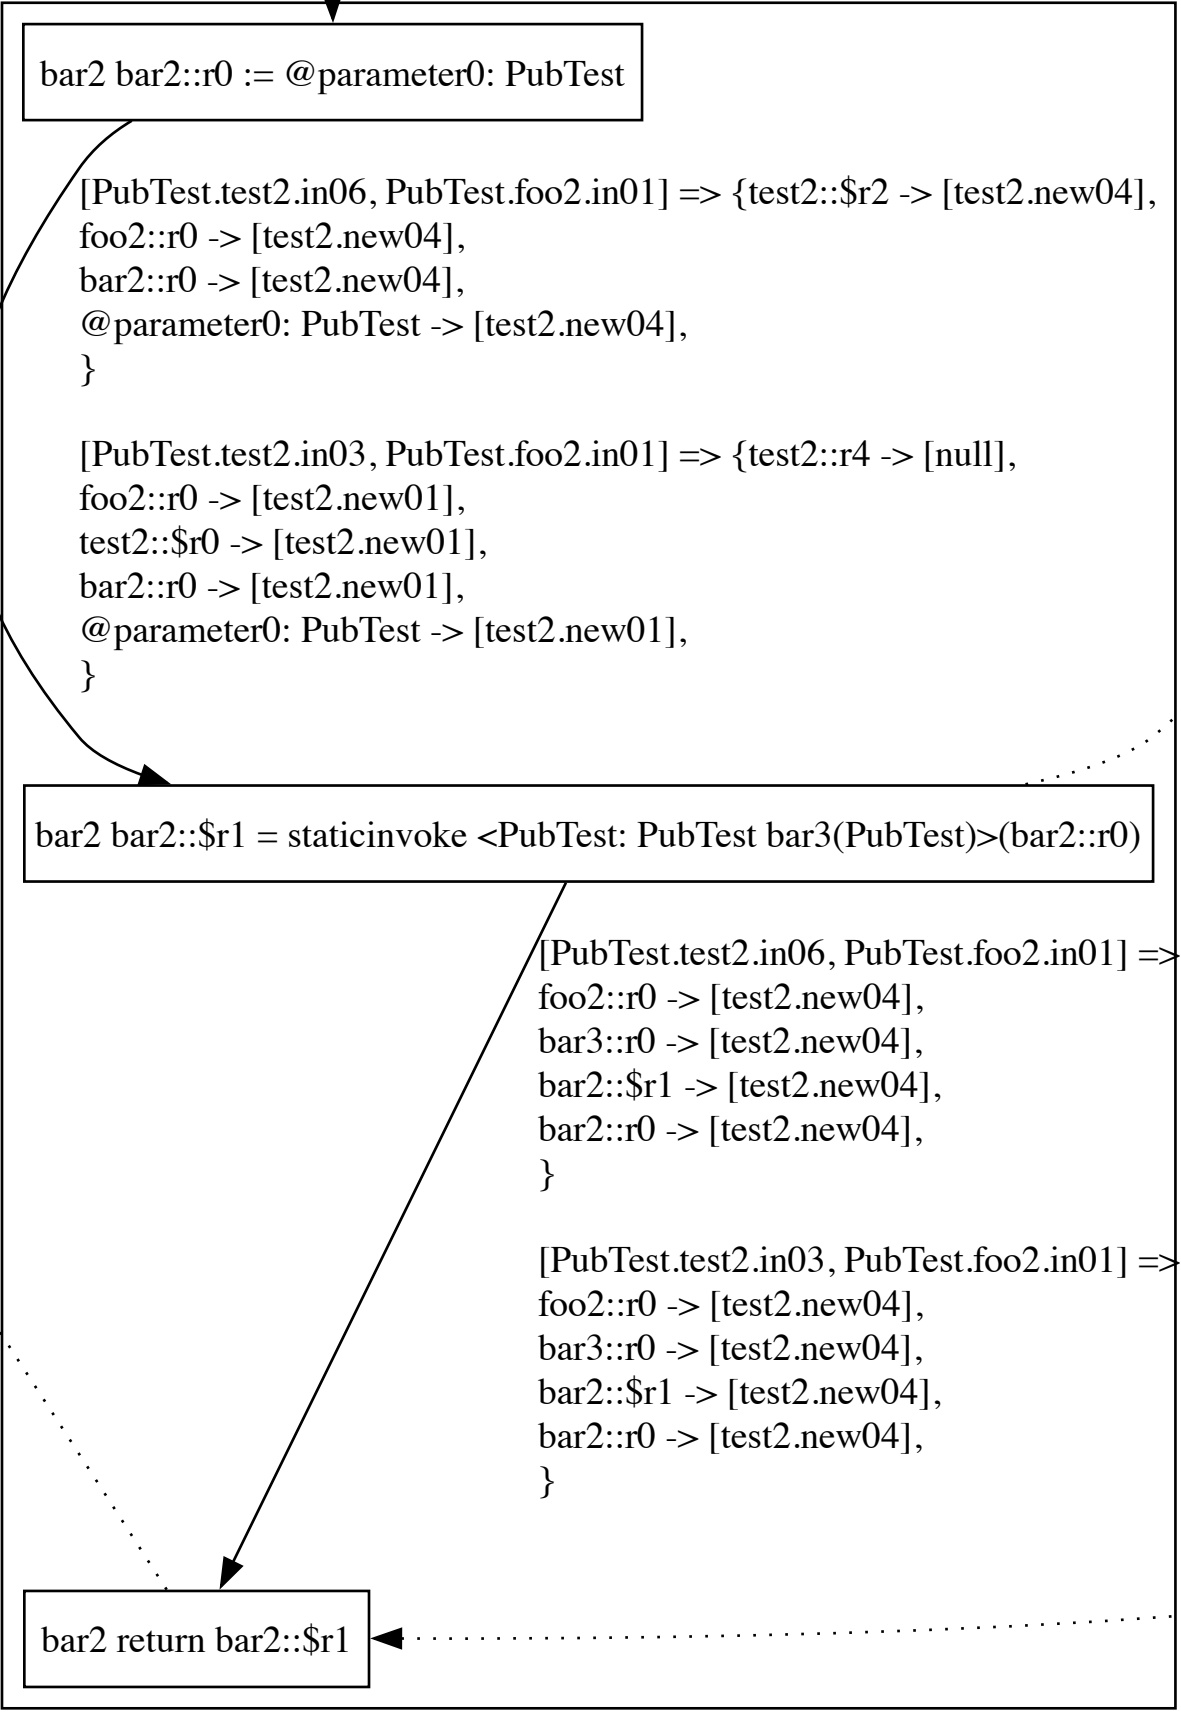 bar2 bar2::r0 := @parameter0: PubTest
[PubTest.test2.in06, PubTest.foo2.in01] => {test2::$r2 -> [test2.new04],
foo2::r0 -> [test2.new04],
bar2::r0 -> [test2.new04],
@parameter0: PubTest -> [test2.new04],
}
[PubTest.test2.in03, PubTest.foo2.in01] => {test2::r4 -> [null],
foo2::r0 -> [test2.new01],
test2::$r0 -> [test2.new01],
bar2::r0 -> [test2.new01],
@parameter0: PubTest -> [test2.new01],
}
bar2 bar2::$r1 = staticinvoke <PubTest: PubTest bar3(PubTest)>(bar2::r0)
[PubTest.test2.in06, PubTest.foo2.in01] =>
foo2::r0 -> [test2.new04],
bar3::r0 -> [test2.new04],
bar2::$r1 -> [test2.new04],
bar2::r0 -> [test2.new04],
}
[PubTest.test2.in03, PubTest.foo2.in01] =>
foo2::r0 -> [test2.new04],
bar3::r0 -> [test2.new04],
bar2::$r1 -> [test2.new04],
bar2::r0 -> [test2.new04],
}
bar2 return bar2::$r1